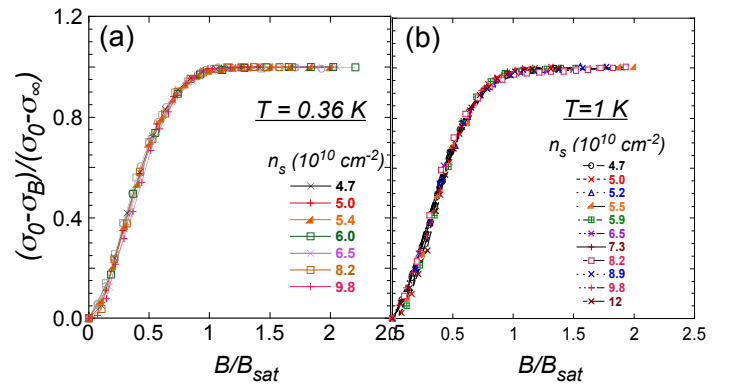 (a)
(b)
1.2
0.8
0.4
0.0
(σ0-σB)/(σ0-σ∞)
T = 0.36 K
ns (10^10 cm^-2)
4.7
5.0
5.4
6.0
6.5
8.2
9.8
T=1 K
ns (10^10 cm^-2)
4.7
5.0
5.2
5.5
5.9
6.5
7.3
8.2
8.9
9.8
12
0 0.5 1 1.5 2 2.5
0.5 1 1.5 2 2.5
B/Bsat
B/Bsat